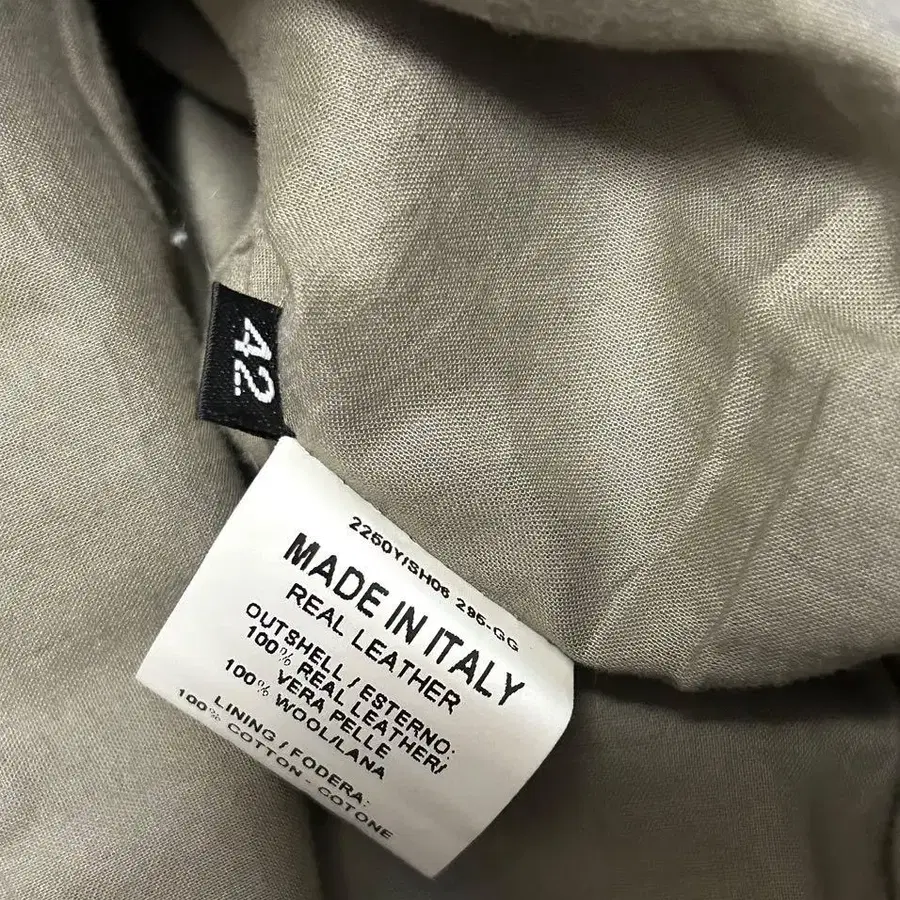 42
2250Y/SH06 295-GG
MADE IN ITALY
REAL LEATHER
OUTSHELL / ESTERNO:
100% REAL LEATHER/
VERA PELLE
100% WOOL/LANA
LINING / FODERA:
100% COTTON - COTONE